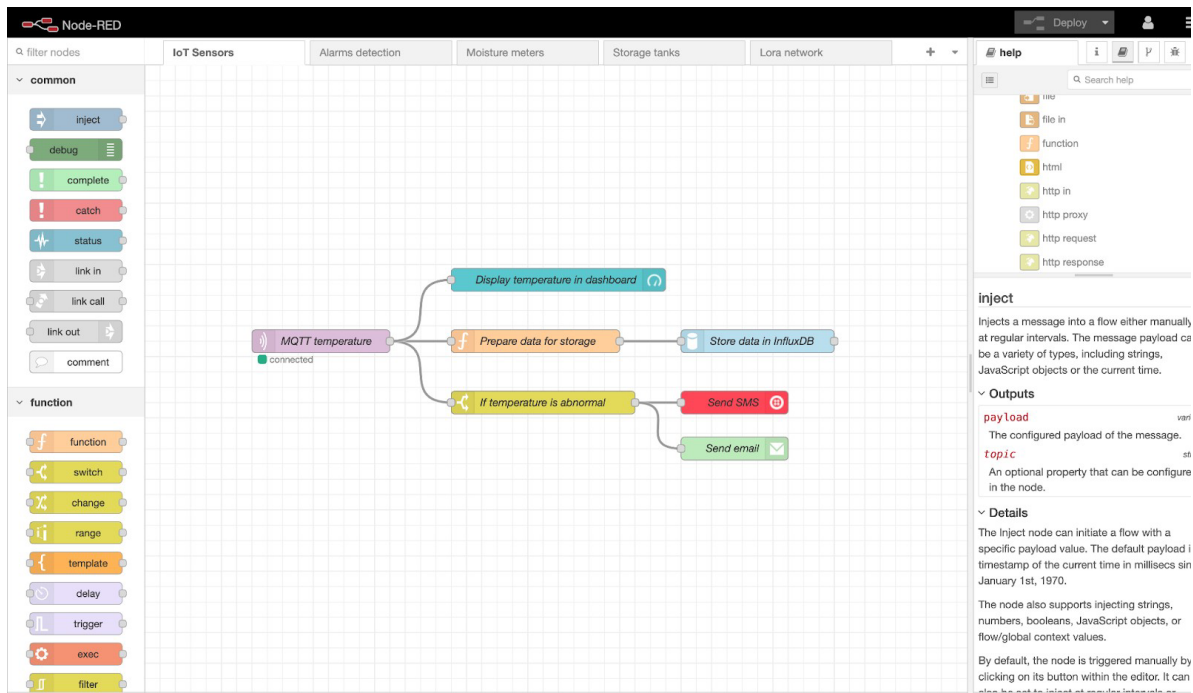 Node-RED
Deploy
filter nodes
IoT Sensors
Alarms detection
Moisture meters
Storage tanks
Lora network
help
i
Search help
common
inject
debug
complete
catch
status
link in
link call
link out
comment
function
function
switch
change
range
template
delay
trigger
exec
filter
Display temperature in dashboard
MQTT temperature
connected
Prepare data for storage
Store data in InfluxDB
If temperature is abnormal
Send SMS
Send email
file
file in
function
html
http in
http proxy
http request
http response
inject
Injects a message into a flow either manually
at regular intervals. The message payload ca
be a variety of types, including strings,
JavaScript objects or the current time.
Outputs
payload
vari
The configured payload of the message.
topic
st
An optional property that can be configure
in the node.
Details
The Inject node can initiate a flow with a
specific payload value. The default payload i
timestamp of the current time in millisecs sin
January 1st, 1970.
The node also supports injecting strings,
numbers, booleans, JavaScript objects, or
flow/global context values.
By default, the node is triggered manually by
clicking on its button within the editor. It can